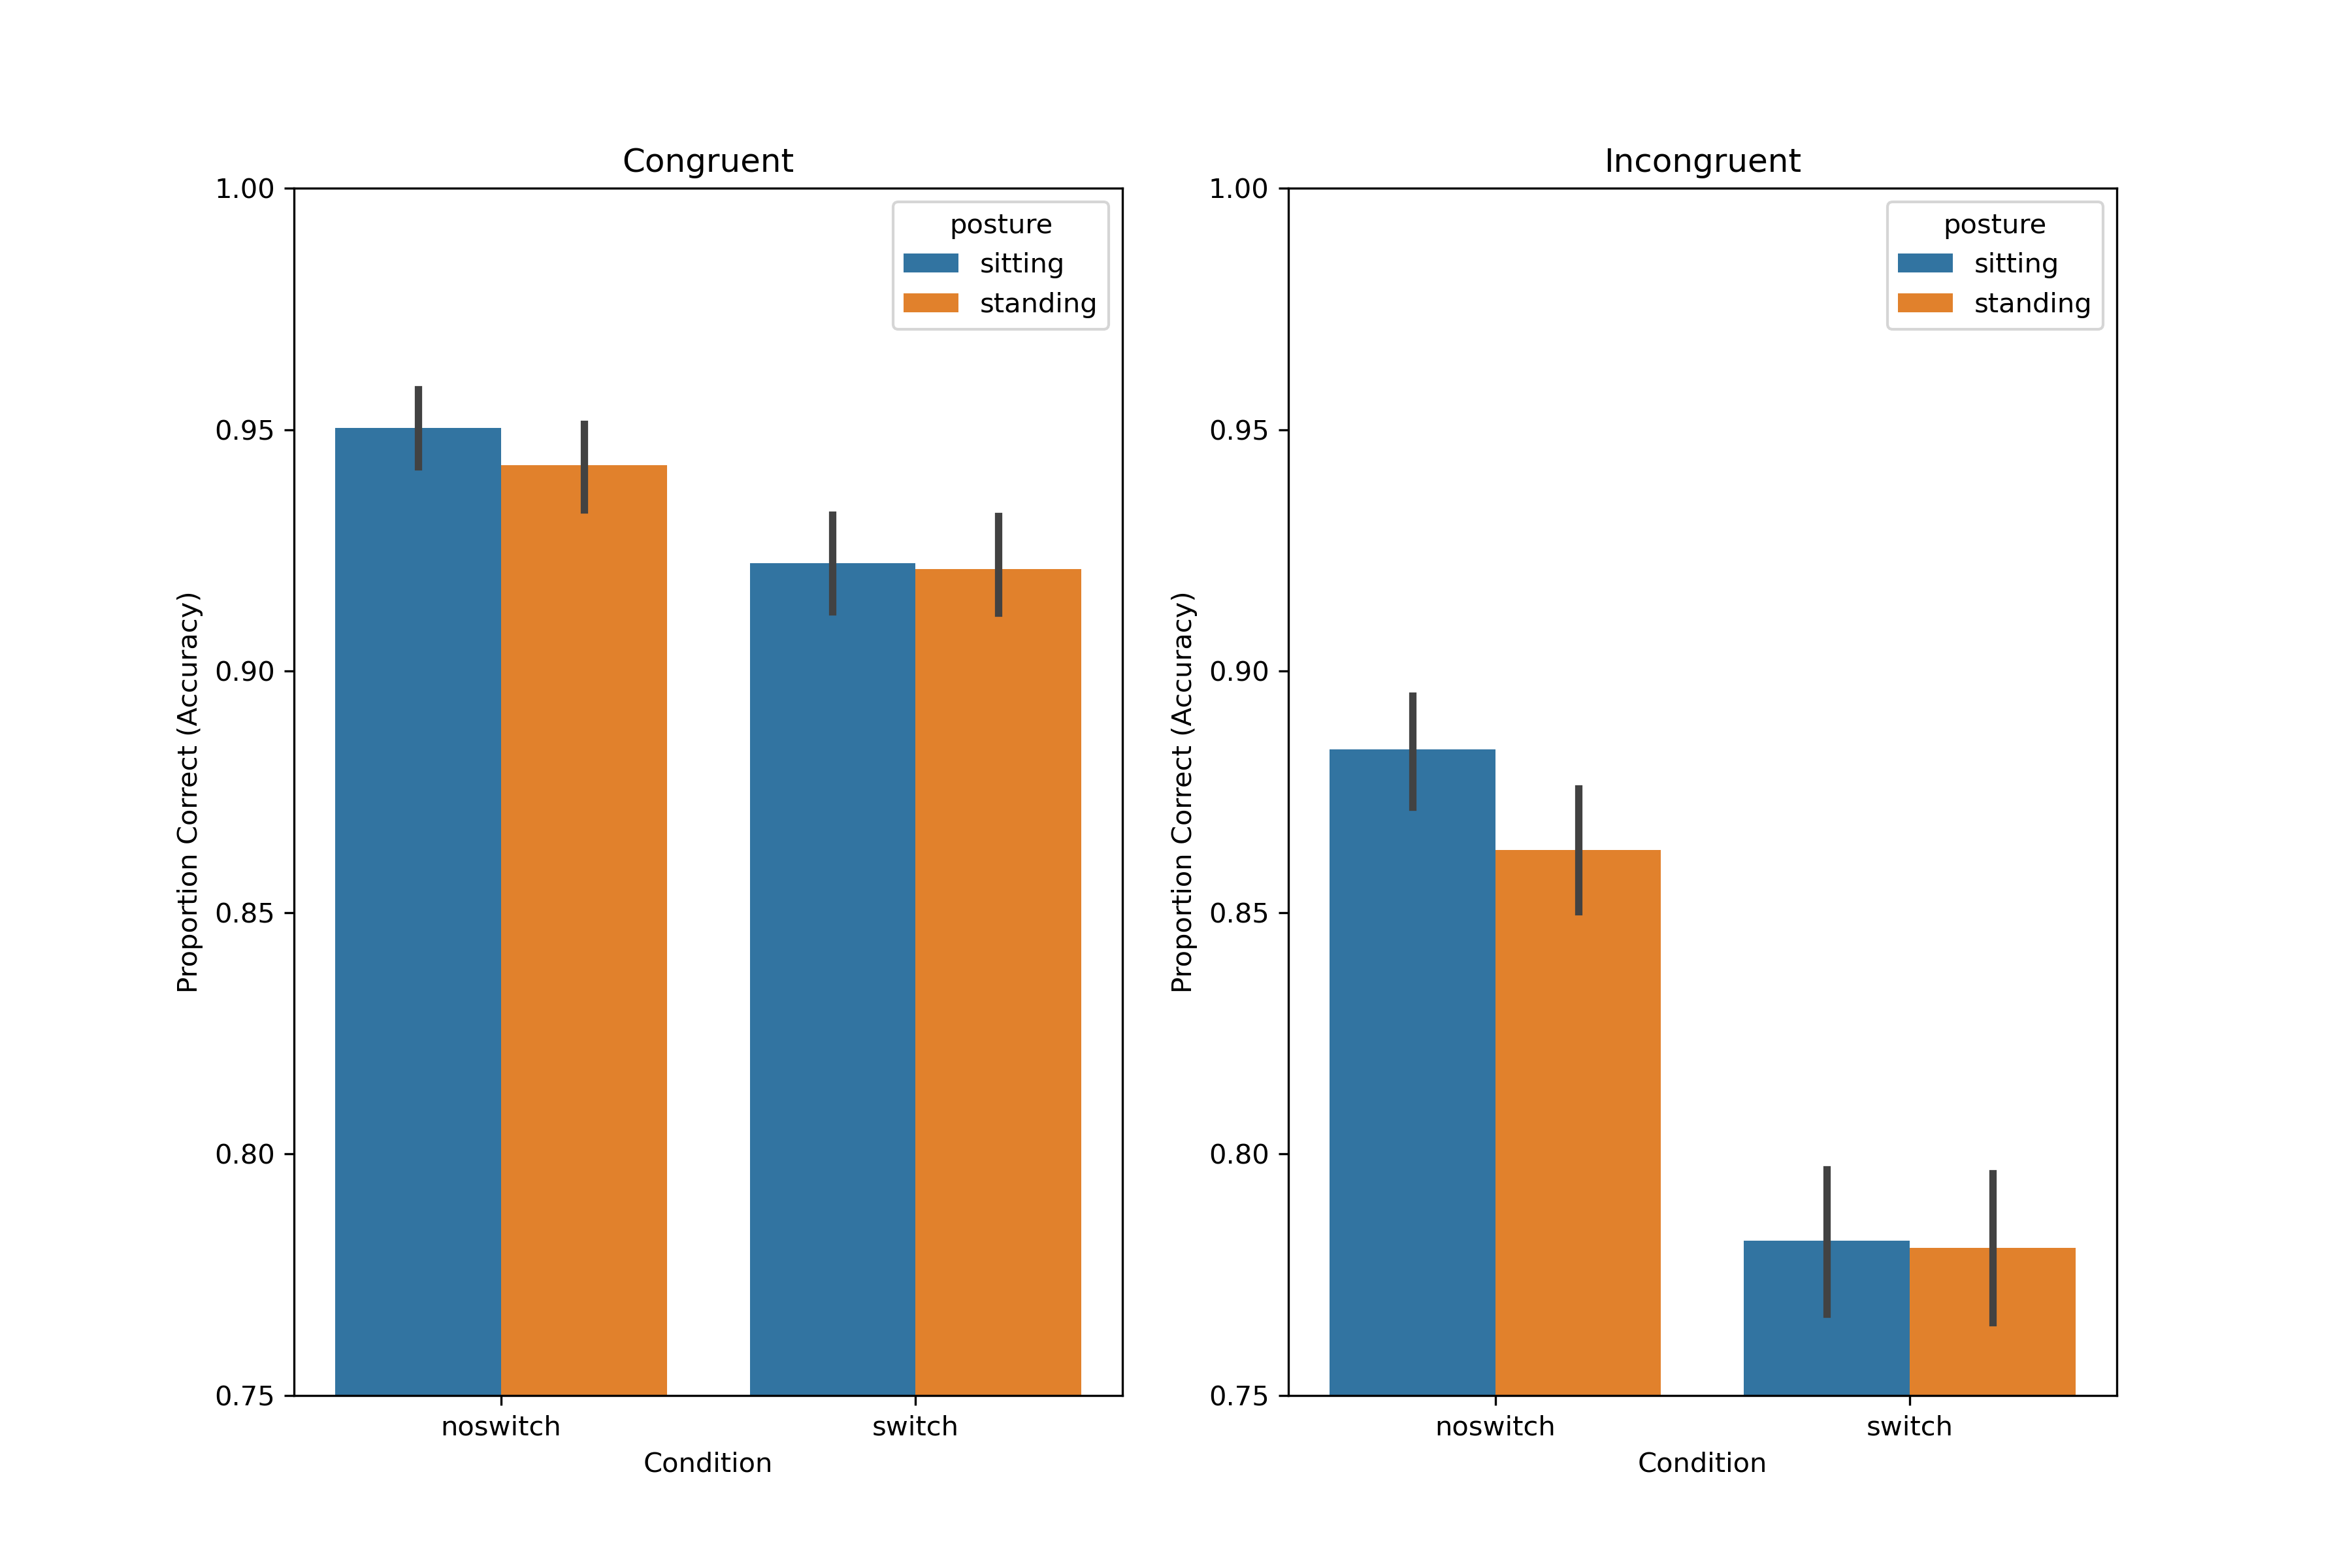 Congruent
1.00
0.95
0.90
0.85
0.80
0.75
Proportion Correct (Accuracy)
posture
sitting
standing
noswitch
switch
Condition
Incongruent
1.00
0.95
0.90
0.85
0.80
0.75
Proportion Correct (Accuracy)
posture
sitting
standing
noswitch
switch
Condition